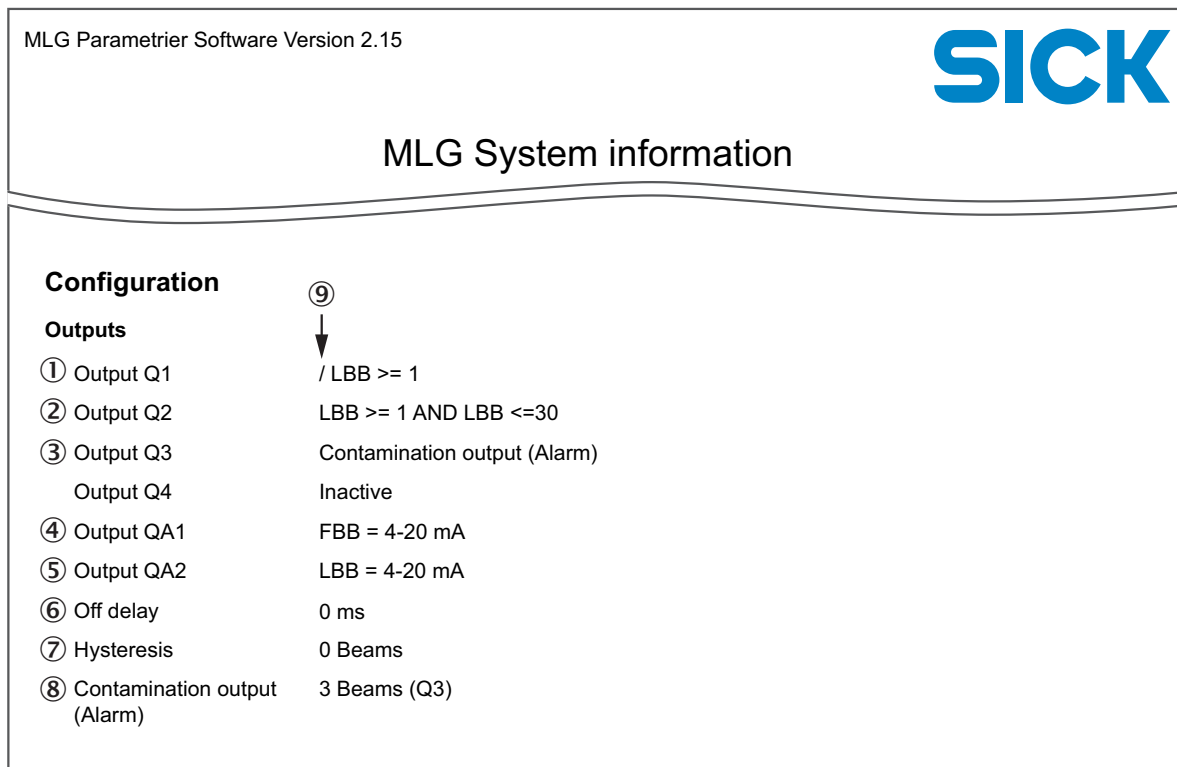 MLG Parametrier Software Version 2.15
SICK
MLG System information
Configuration
⑨
Outputs
① Output Q1 / LBB >= 1
② Output Q2 LBB >= 1 AND LBB <=30
③ Output Q3 Contamination output (Alarm)
Output Q4 Inactive
④ Output QA1 FBB = 4-20 mA
⑤ Output QA2 LBB = 4-20 mA
⑥ Off delay 0 ms
⑦ Hysteresis 0 Beams
⑧ Contamination output 3 Beams (Q3)
(Alarm)